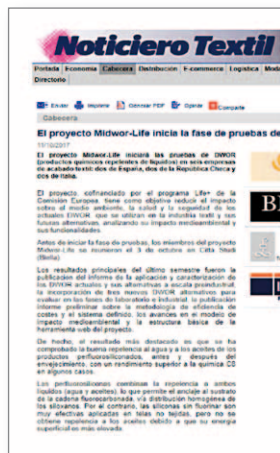 Noticiero Textil
Portada Economía Cabecera Distribución E-commerce Logística Moda
Directorio
Enviar Imprimir Generar PDF Opinar Comparte
Cabecera
El proyecto Midwor-Life inicia la fase de pruebas de
11/10/2017
El proyecto Midwor-Life iniciará las pruebas de DWOR
(productos químicos repelentes de líquidos) en seis empresas
de acabado textil: dos de España, dos de la República Checa y
dos de Italia.
El proyecto, cofinanciado por el programa Life+ de la
Comisión Europea, tiene como objetivo reducir el impacto
sobre el medio ambiente, la salud y la seguridad de los
actuales DWOR que se utilizan en la industria textil y sus
futuras alternativas, analizando su impacto medioambiental y
sus funcionalidades.
Antes de iniciar la fase de pruebas, los miembros del proyecto
Midwor-Life se reunieron el 3 de octubre en Città Studi
(Biella).
Los resultados principales del último semestre fueron la
publicación del informe de la aplicación y caracterización de
los DWOR actuales y sus alternativas a escala preindustrial,
la incorporación de tres nuevos DWOR alternativos para
evaluar en las fases de laboratorio e industrial, la publicación
informe preliminar sobre la metodología de eficiencia de
costes y el sistema definido, los avances en el modelo de
impacto medioambiental y la estructura básica de la
herramienta web del proyecto.
De hecho, el resultado más destacado es que se ha
comprobado la buena repelencia al agua y a los aceites de los
productos perfluorosiliconados, antes y después del
envejecimiento, con un rendimiento superior a la química C8
en algunos casos.
Los perfluorosilicones combinan la repelencia a ambos
líquidos (agua y aceites), lo que permite el anclaje al sustrato
de la cadena fluorocarbonada, vía distribución homogénea de
los siloxanos. Por el contrario, las siliconas sin fluorinar son
muy efectivas aplicadas en telas no tejidas, pero no se
obtiene repelencia a los aceites debido a que su energía
superficial es más elevada.